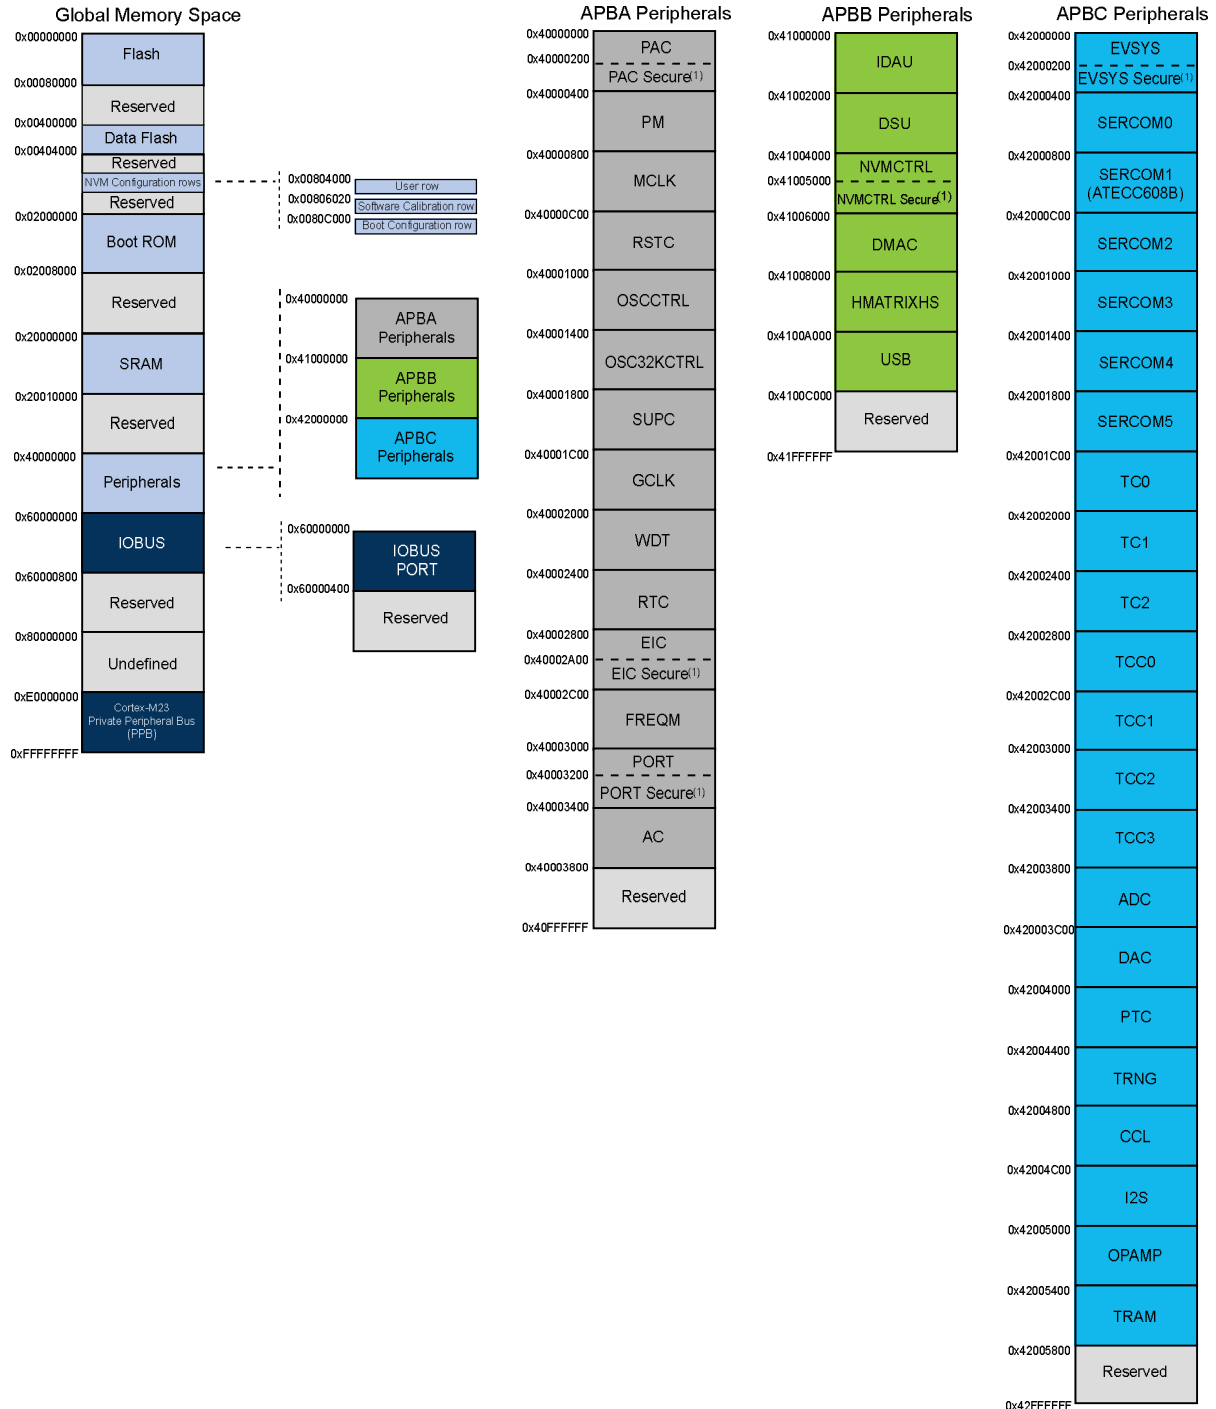 Global Memory Space
0x00000000
Flash
0x00080000
Reserved
0x00400000
Data Flash
0x00404000
Reserved
NVM Configuration rows
Reserved
0x02000000
Boot ROM
0x02008000
Reserved
0x20000000
SRAM
0x20010000
Reserved
0x40000000
Peripherals
0x60000000
IOBUS
0x60000800
Reserved
0x80000000
Undefined
0xE0000000
Cortex-M23
Private Peripheral Bus
(PPB)
0xFFFFFFFF
0x00804000
User row
0x00806020
Software Calibration row
0x0080C000
Boot Configuration row
0x40000000
APBA
Peripherals
0x41000000
APBB
Peripherals
0x42000000
APBC
Peripherals
0x60000000
IOBUS
PORT
0x60000400
Reserved
APBA Peripherals
0x40000000
PAC
0x40000200
PAC Secure(1)
0x40000400
PM
0x40000800
MCLK
0x40000C00
RSTC
0x40001000
OSCCTRL
0x40001400
OSC32KCTRL
0x40001800
SUPC
0x40001C00
GCLK
0x40002000
WDT
0x40002400
RTC
0x40002800
EIC
0x40002A00
EIC Secure(1)
0x40002C00
FREQM
0x40003000
PORT
0x40003200
PORT Secure(1)
0x40003400
AC
0x40003800
Reserved
0x40FFFFFF
APBB Peripherals
0x41000000
IDAU
0x41002000
DSU
0x41004000
NVMCTRL
0x41005000
NVMCTRL Secure(1)
0x41006000
DMAC
0x41008000
HMATRIXHS
0x4100A000
USB
0x4100C000
Reserved
0x41FFFFFF
APBC Peripherals
0x42000000
EVSYS
0x42000200
EVSYS Secure(1)
0x42000400
SERCOM0
0x42000800
SERCOM1
(ATECC608B)
0x42000C00
SERCOM2
0x42001000
SERCOM3
0x42001400
SERCOM4
0x42001800
SERCOM5
0x42001C00
TC0
0x42002000
TC1
0x42002400
TC2
0x42002800
TCC0
0x42002C00
TCC1
0x42003000
TCC2
0x42003400
TCC3
0x42003800
ADC
0x420003C00
DAC
0x42004000
PTC
0x42004400
TRNG
0x42004800
CCL
0x42004C00
I2S
0x42005000
OPAMP
0x42005400
TRAM
0x42005800
Reserved
0x42FFFFFF